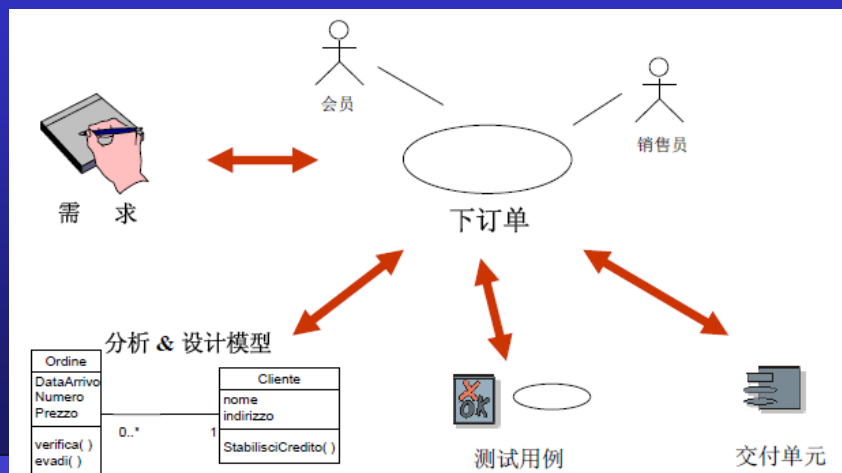 会员
销售员
需 求
下订单
分析 & 设计模型
Ordine
DataArrivo
Numero
Prezzo
verifica( )
evadi( )
0..*
1
Cliente
nome
indirizzo
StabilisciCredito( )
OK
测试用例
交付单元